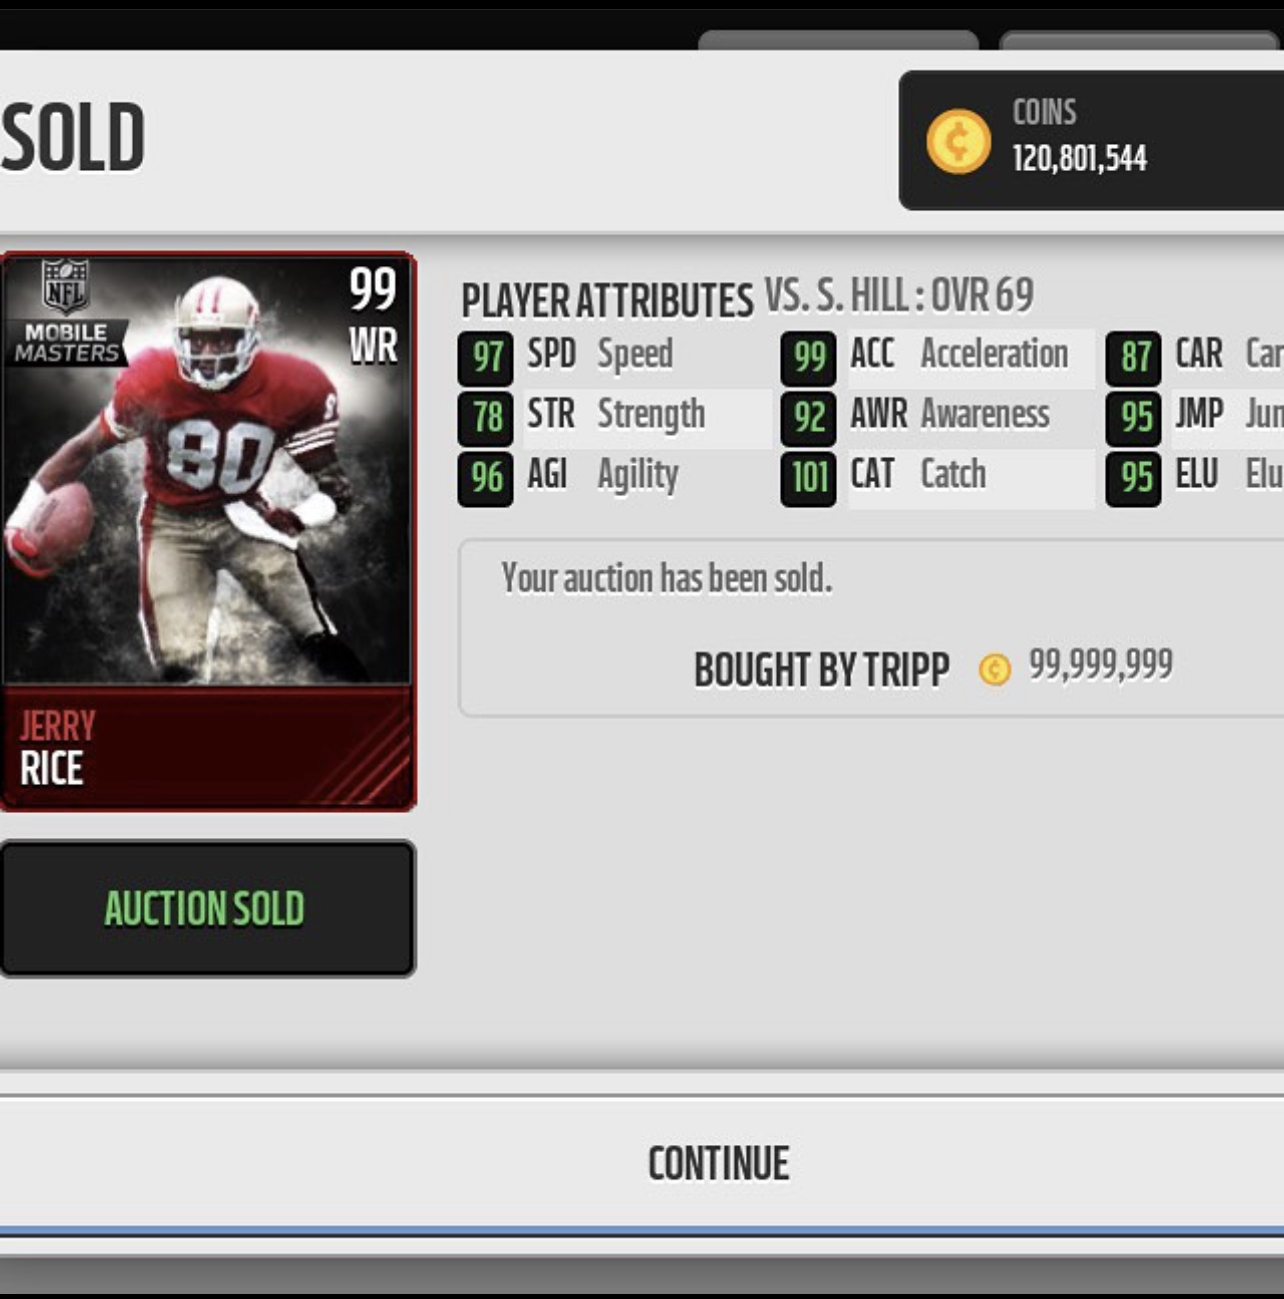 SOLD
COINS
120,801,544
NFL
MOBILE
MASTERS
99
WR
80
JERRY
RICE
PLAYER ATTRIBUTES VS. S. HILL : OVR 69
97 SPD Speed 99 ACC Acceleration 87 CAR Car
78 STR Strength 92 AWR Awareness 95 JMP Jun
96 AGI Agility 101 CAT Catch 95 ELU Elu
Your auction has been sold.
BOUGHT BY TRIPP ¢ 99,999,999
AUCTION SOLD
CONTINUE